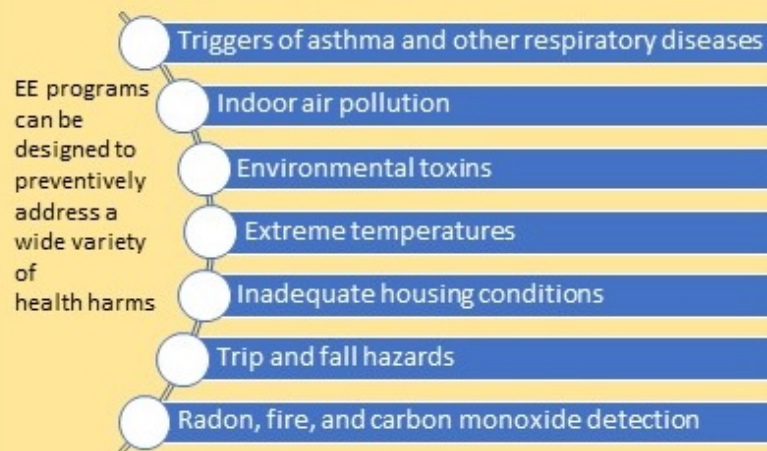 EE programs
can be
designed to
preventively
address a
wide variety
of
health harms
Triggers of asthma and other respiratory diseases
Indoor air pollution
Environmental toxins
Extreme temperatures
Inadequate housing conditions
Trip and fall hazards
Radon, fire, and carbon monoxide detection